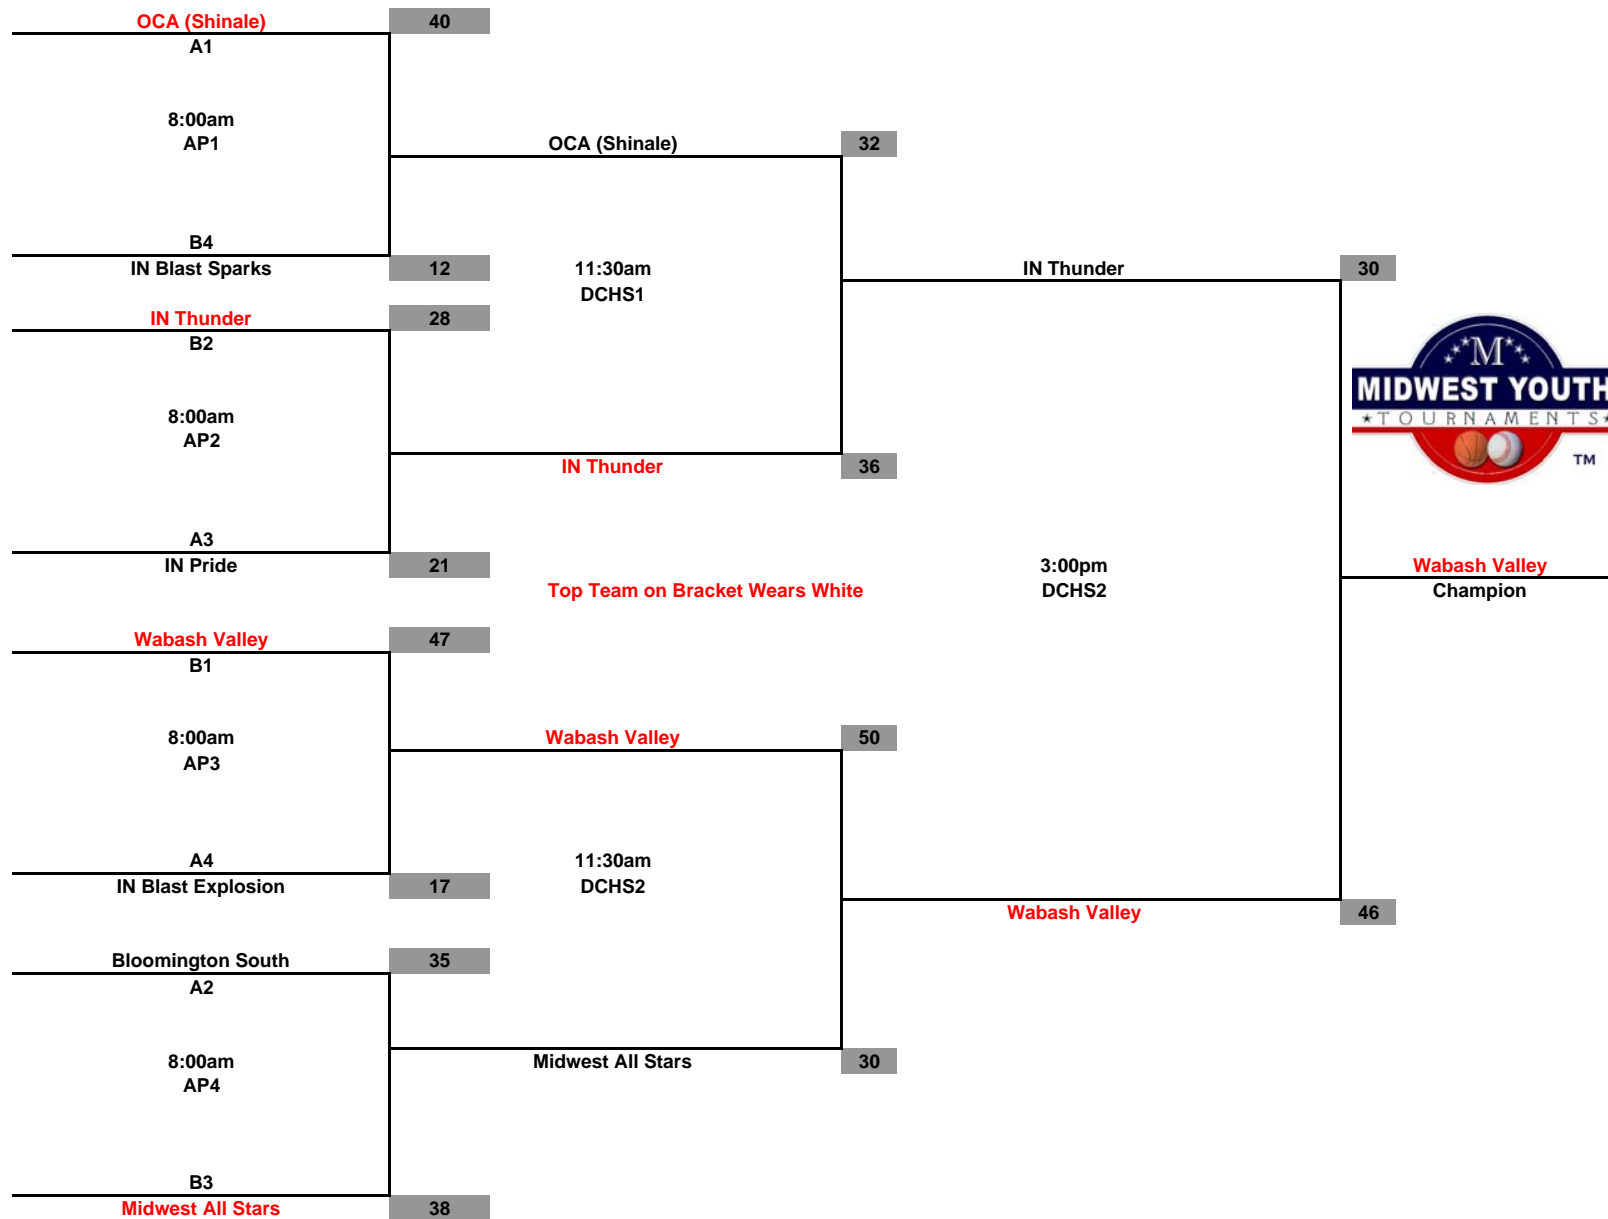 OCA (Shinale) 40
A1
8:00am
AP1
OCA (Shinale) 32
B4
IN Blast Sparks 12
11:30am
DCHS1
IN Thunder 30
IN Thunder 28
B2
8:00am
AP2
IN Thunder 36
A3
IN Pride 21
Top Team on Bracket Wears White
3:00pm
DCHS2
M
MIDWEST YOUTH
TOURNAMENTS
TM
Wabash Valley
Champion
Wabash Valley 47
B1
8:00am
AP3
Wabash Valley 50
A4
IN Blast Explosion 17
11:30am
DCHS2
Wabash Valley 46
Bloomington South 35
A2
8:00am
AP4
Midwest All Stars 30
B3
Midwest All Stars 38